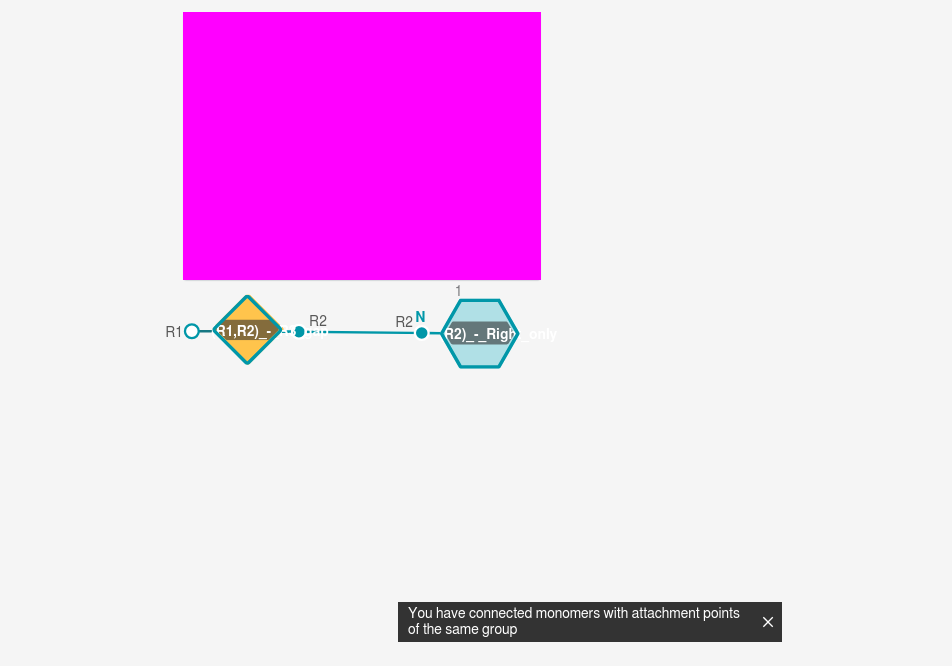 1
R1
R1,R2)_-
R2
R2
N
R2)_-_Right_only
You have connected monomers with attachment points
of the same group